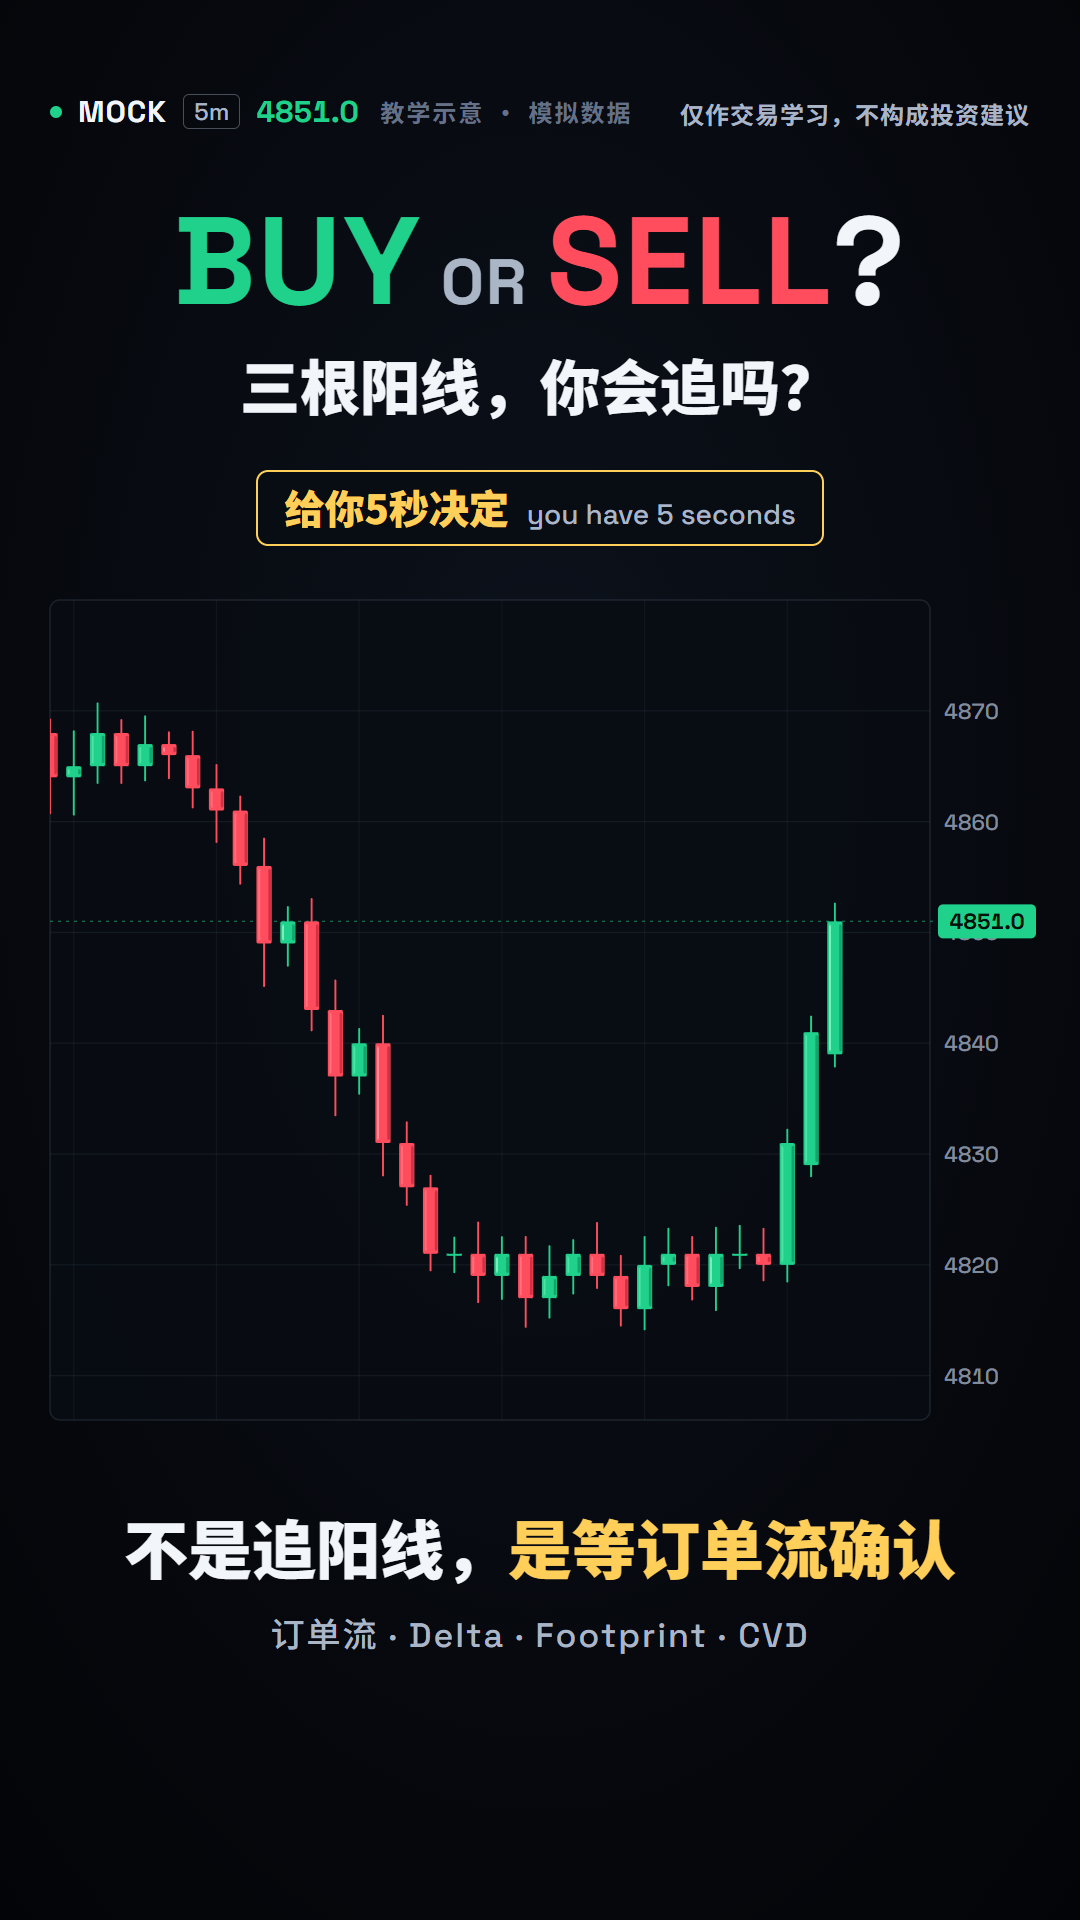 MOCK 5m 4851.0 教学示意 • 模拟数据 仅作交易学习，不构成投资建议
BUY OR SELL?
三根阳线，你会追吗？
给你5秒决定 you have 5 seconds
4870
4860
4851.0
4840
4830
4820
4810
不是追阳线，是等订单流确认
订单流 · Delta · Footprint · CVD